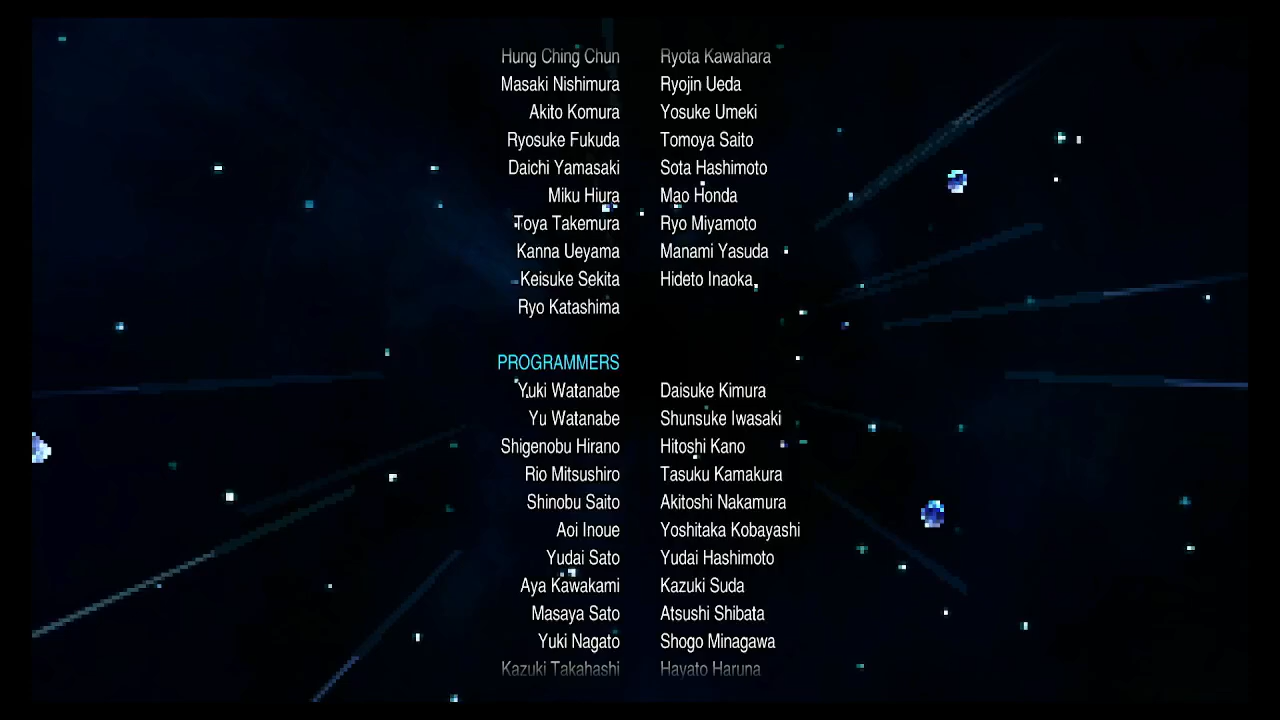 Hung Ching Chun Ryota Kawahara
Masaki Nishimura Ryojin Ueda
Akito Komura Yosuke Umeki
Ryosuke Fukuda Tomoya Saito
Daichi Yamasaki Sota Hashimoto
Miku Hiura Mao Honda
Toya Takemura Ryo Miyamoto
Kanna Ueyama Manami Yasuda
Keisuke Sekita Hideto Inaoka
Ryo Katashima
PROGRAMMERS
Yuki Watanabe Daisuke Kimura
Yu Watanabe Shunsuke Iwasaki
Shigenobu Hirano Hitoshi Kano
Rio Mitsushiro Tasuku Kamakura
Shinobu Saito Akitoshi Nakamura
Aoi Inoue Yoshitaka Kobayashi
Yudai Sato Yudai Hashimoto
Aya Kawakami Kazuki Suda
Masaya Sato Atsushi Shibata
Yuki Nagato Shogo Minagawa
Kazuki Takahashi Hayato Haruna